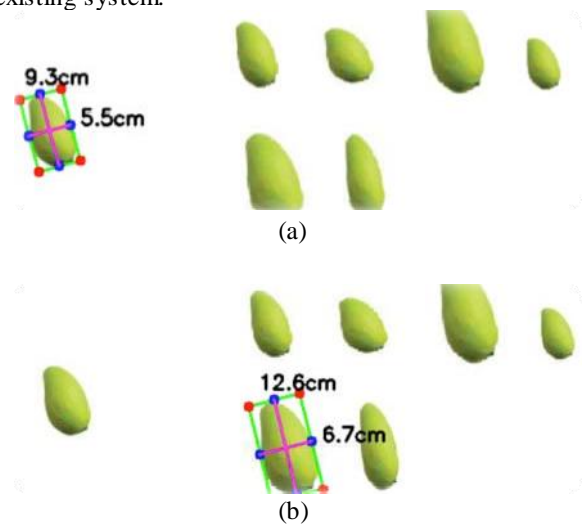 existing system.
9.3cm
5.5cm
(a)
12.6cm
6.7cm
(b)